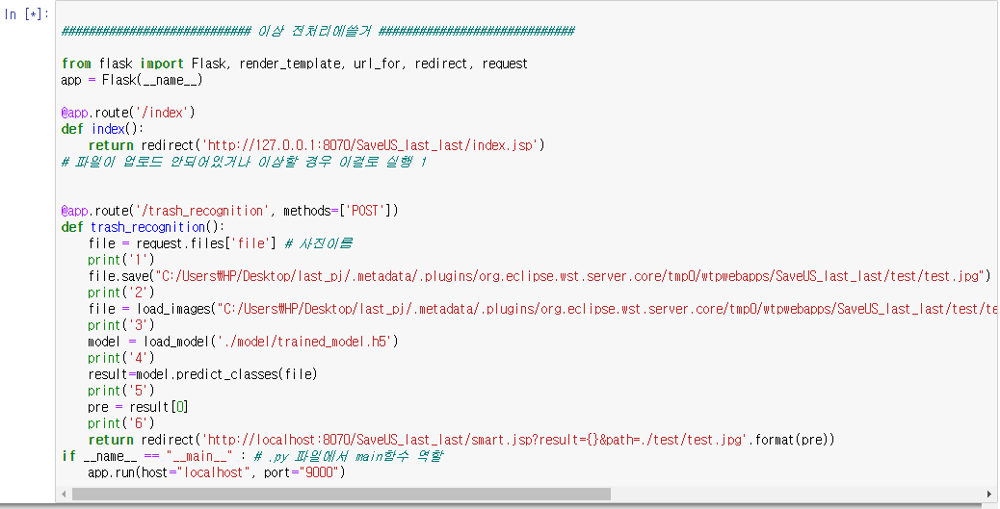 In [*]:
############################ 이상 전처리에쓸거 #############################
from flask import Flask, render_template, url_for, redirect, request
app = Flask(__name__)
@app.route('/index')
def index():
    return redirect('http://127.0.0.1:8070/SaveUS_last_last/index.jsp')
# 파일이 업로드 안되어있거나 이상할 경우 이결로 실행 !
@app.route('/trash_recognition', methods=['POST'])
def trash_recognition():
    file = request.files['file'] # 사진이름
    print('1')
    file.save("C:/Users₩HP/Desktop/last_pj/.metadata/.plugins/org.eclipse.wst.server.core/tmp0/wtpwebapps/SaveUS_last_last/test/test.jpg")
    print('2')
    file = load_images("C:/Users₩HP/Desktop/last_pj/.metadata/.plugins/org.eclipse.wst.server.core/tmp0/wtpwebapps/SaveUS_last_last/test/te
    print('3')
    model = load_model('./model/trained_model.h5')
    print('4')
    result=model.predict_classes(file)
    print('5')
    pre = result[0]
    print('6')
    return redirect('http://localhost:8070/SaveUS_last_last/smart.jsp?result={}&path=./test/test.jpg'.format(pre))
if __name__ == "__main__" : # .py 파일에서 main함수 역할
    app.run(host="localhost", port="9000")